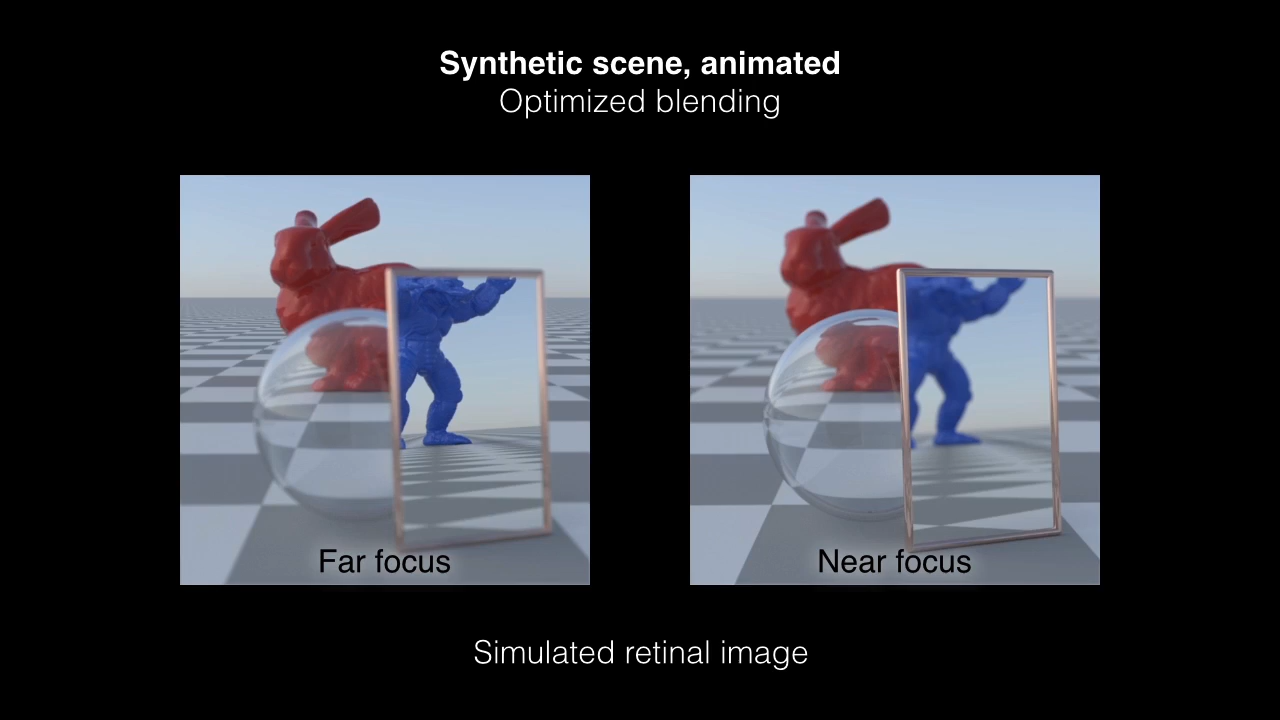 Synthetic scene, animated
Optimized blending
Far focus
Near focus
Simulated retinal image